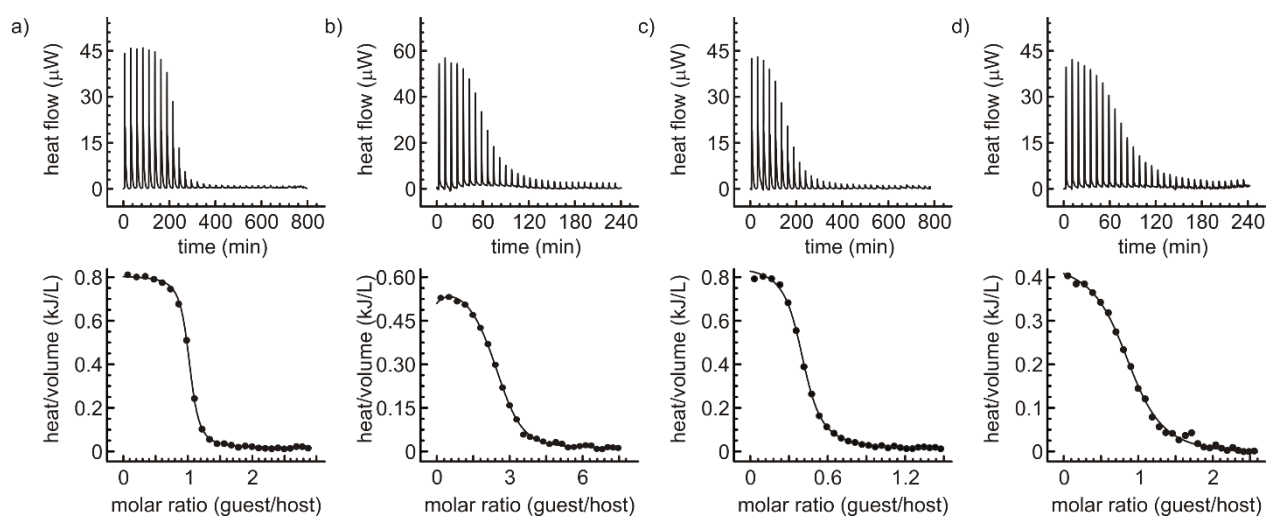 a)
heat flow (μW)
45
30
15
0
0 200 400 600 800
time (min)
heat/volume (kJ/L)
0.8
0.6
0.4
0.2
0
0 1 2
molar ratio (guest/host)
b)
heat flow (μW)
60
40
20
0
0 60 120 180 240
time (min)
heat/volume (kJ/L)
0.60
0.45
0.30
0.15
0
0 3 6
molar ratio (guest/host)
c)
heat flow (μW)
45
30
15
0
0 200 400 600 800
time (min)
heat/volume (kJ/L)
0.8
0.6
0.4
0.2
0
0 0.6 1.2
molar ratio (guest/host)
d)
heat flow (μW)
45
30
15
0
0 60 120 180 240
time (min)
heat/volume (kJ/L)
0.4
0.3
0.2
0.1
0
0 1 2
molar ratio (guest/host)